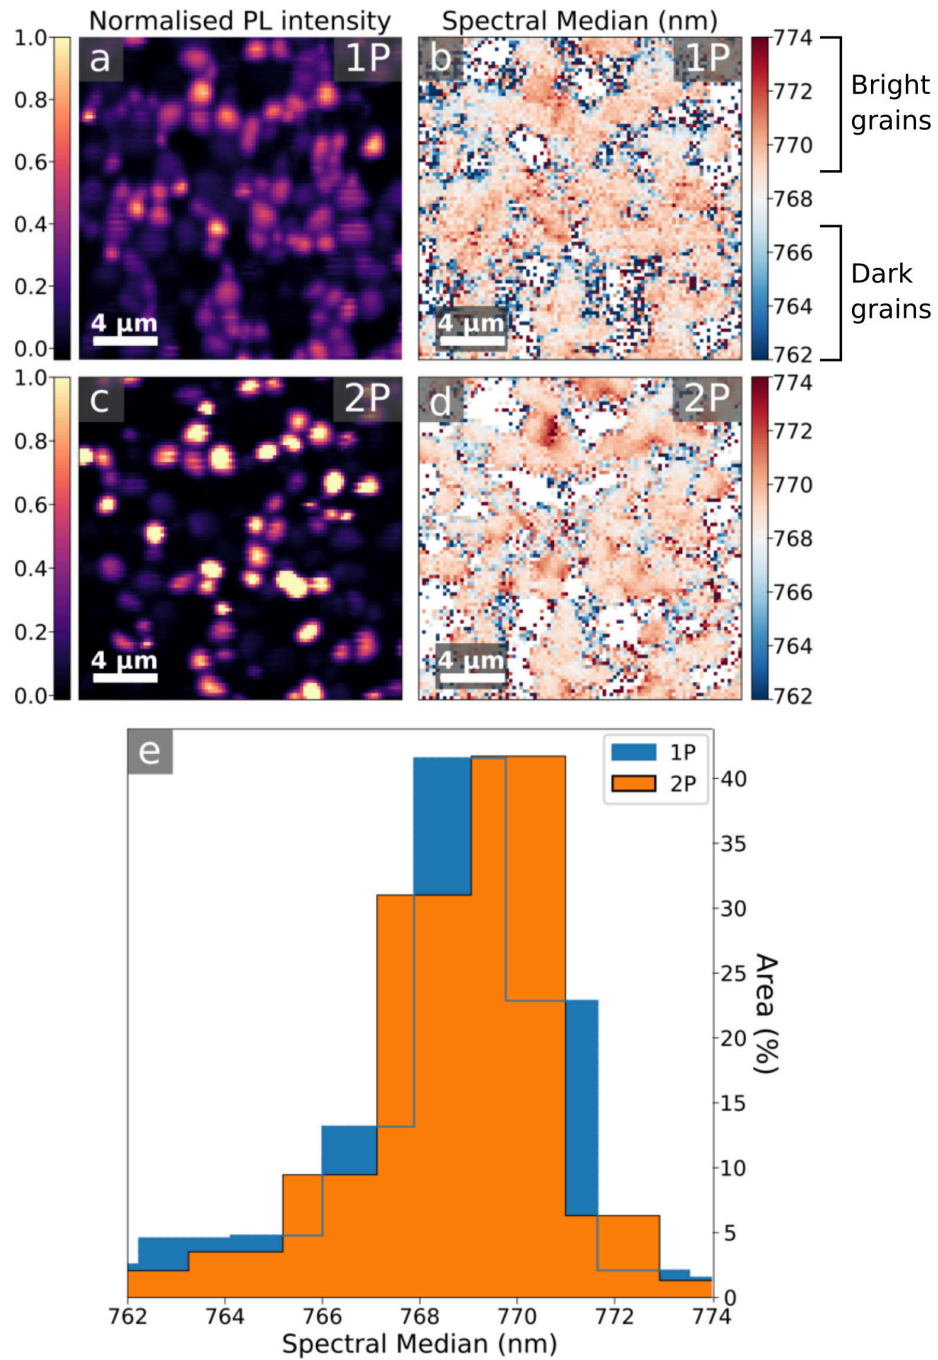 Normalised PL intensity
Spectral Median (nm)
1.0
0.8
0.6
0.4
0.2
0.0
a
1P
4 μm
b
1P
4 μm
774
772
770
768
766
764
762
Bright
grains
Dark
grains
1.0
0.8
0.6
0.4
0.2
0.0
c
2P
4 μm
d
2P
4 μm
774
772
770
768
766
764
762
e
1P
2P
40
35
30
25
20
15
10
5
0
Area (%)
762
764
766
768
770
772
774
Spectral Median (nm)